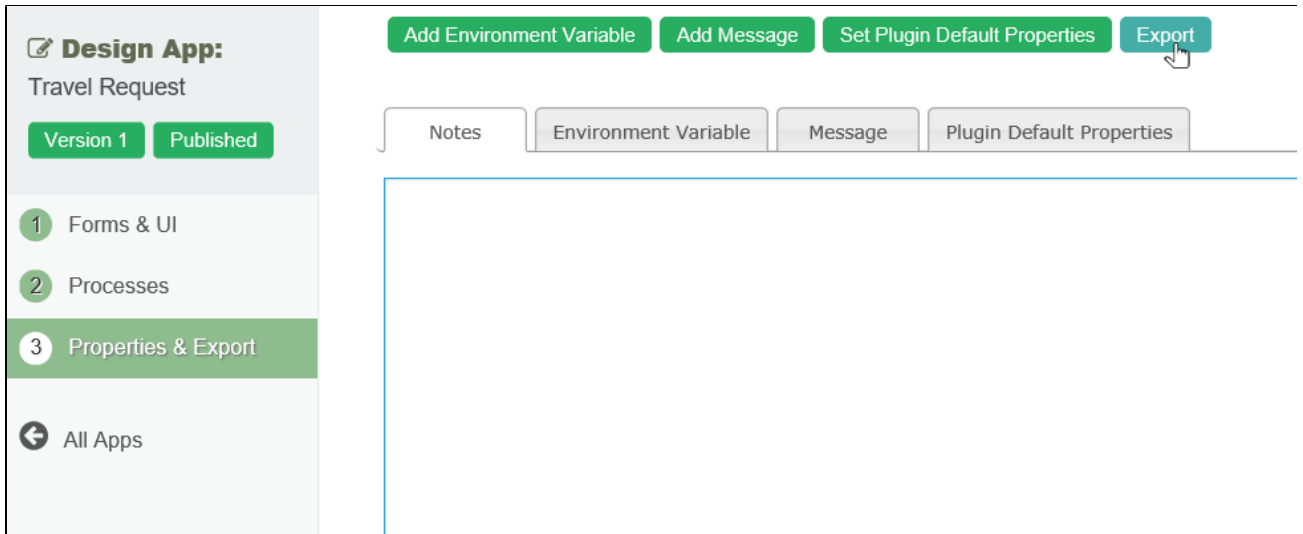 Design App:
Travel Request
Version 1 Published
1 Forms & UI
2 Processes
3 Properties & Export
All Apps
Add Environment Variable Add Message Set Plugin Default Properties Export
Notes Environment Variable Message Plugin Default Properties